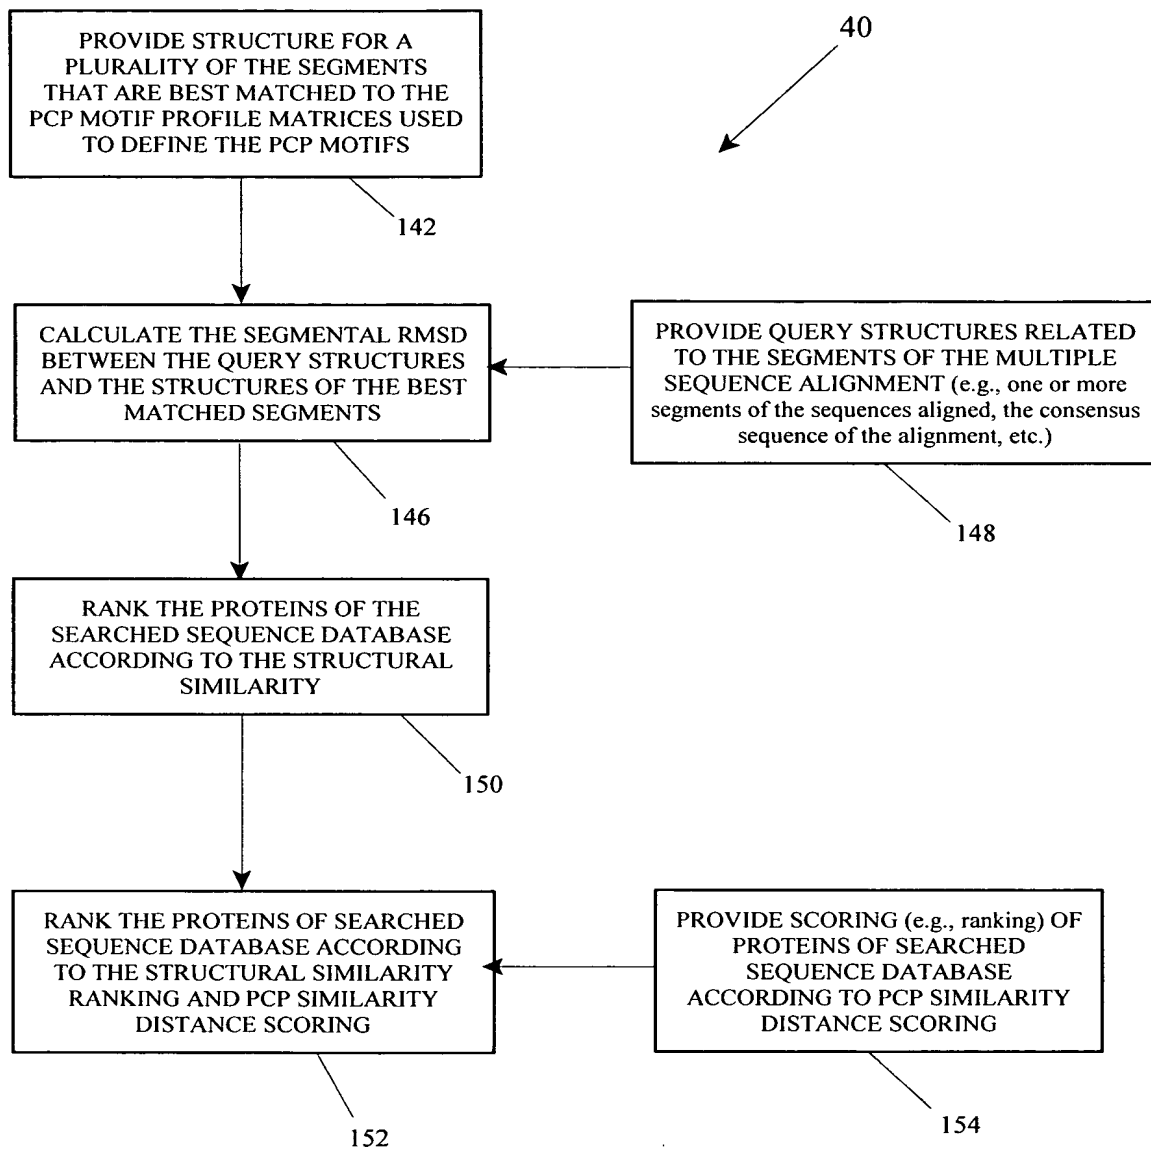 PROVIDE STRUCTURE FOR A
PLURALITY OF THE SEGMENTS
THAT ARE BEST MATCHED TO THE
PCP MOTIF PROFILE MATRICES USED
TO DEFINE THE PCP MOTIFS
40
142
CALCULATE THE SEGMENTAL RMSD
BETWEEN THE QUERY STRUCTURES
AND THE STRUCTURES OF THE BEST
MATCHED SEGMENTS
146
PROVIDE QUERY STRUCTURES RELATED
TO THE SEGMENTS OF THE MULTIPLE
SEQUENCE ALIGNMENT (e.g., one or more
segments of the sequences aligned, the consensus
sequence of the alignment, etc.)
148
RANK THE PROTEINS OF THE
SEARCHED SEQUENCE DATABASE
ACCORDING TO THE STRUCTURAL
SIMILARITY
150
RANK THE PROTEINS OF SEARCHED
SEQUENCE DATABASE ACCORDING
TO THE STRUCTURAL SIMILARITY
RANKING AND PCP SIMILARITY
DISTANCE SCORING
152
PROVIDE SCORING (e.g., ranking) OF
PROTEINS OF SEARCHED
SEQUENCE DATABASE
ACCORDING TO PCP SIMILARITY
DISTANCE SCORING
154